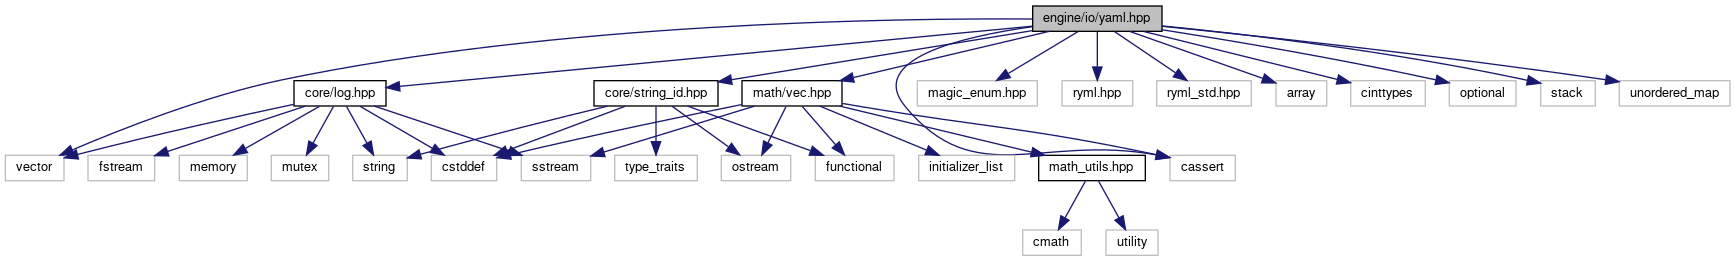 engine/io/yaml.hpp
core/log.hpp
core/string_id.hpp
math/vec.hpp
magic_enum.hpp
ryml.hpp
ryml_std.hpp
array
cinttypes
optional
stack
unordered_map
vector
fstream
memory
mutex
string
cstddef
sstream
type_traits
ostream
functional
initializer_list
math_utils.hpp
cassert
cmath
utility